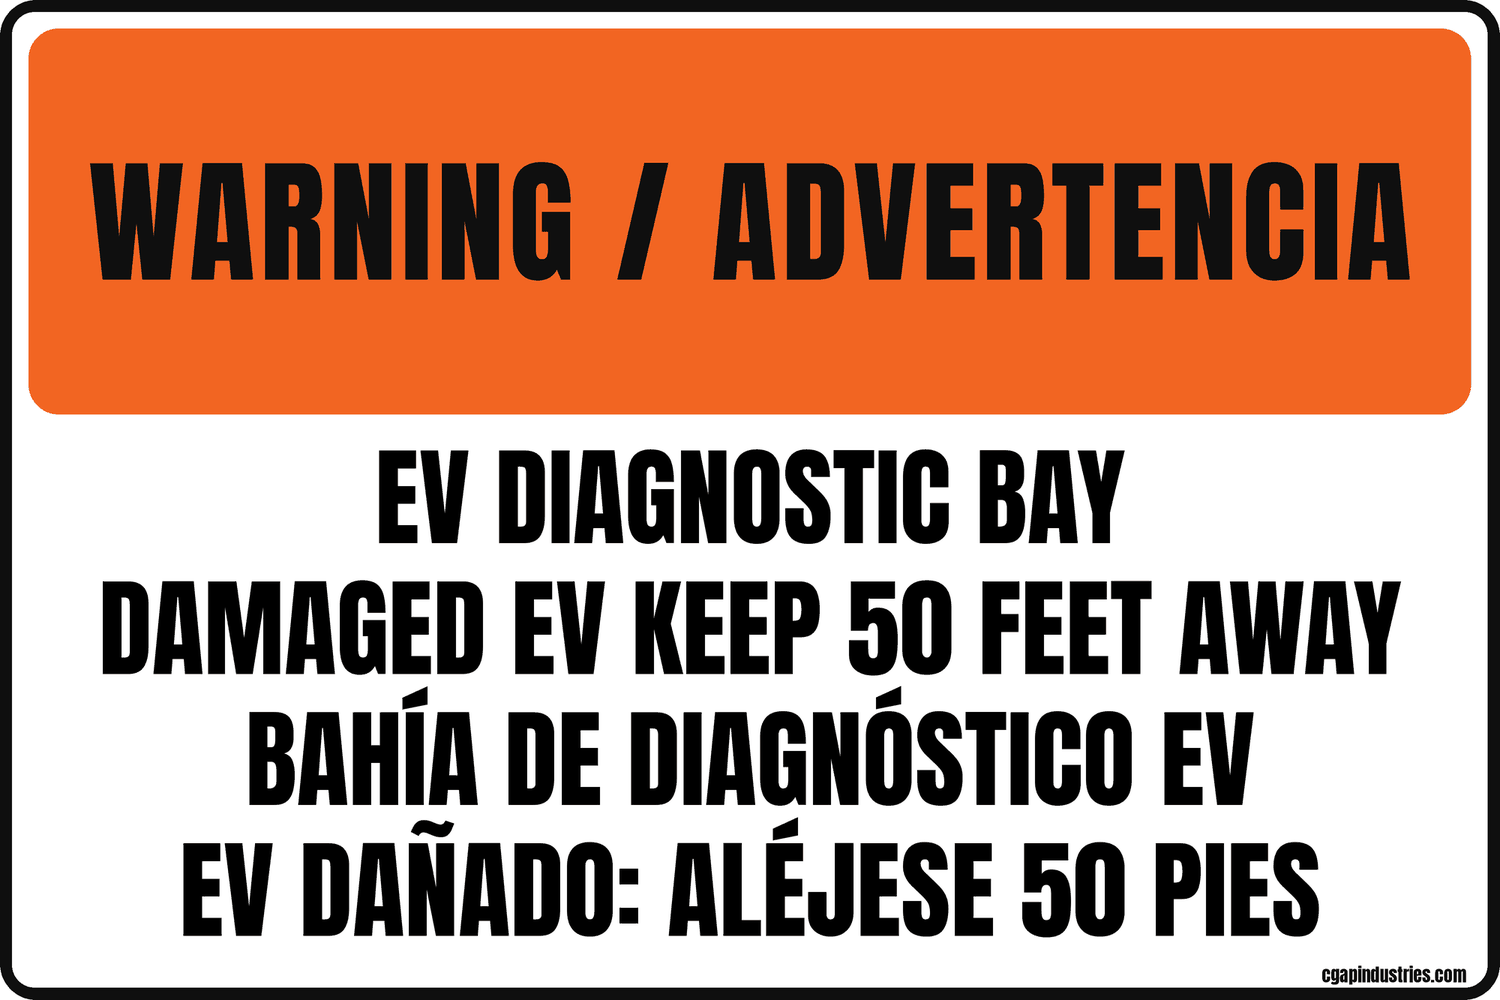 WARNING / ADVERTENCIA
EV DIAGNOSTIC BAY
DAMAGED EV KEEP 50 FEET AWAY
BAHÍA DE DIAGNÓSTICO EV
EV DAÑADO: ALÉJESE 50 PIES
cgapindustries.com